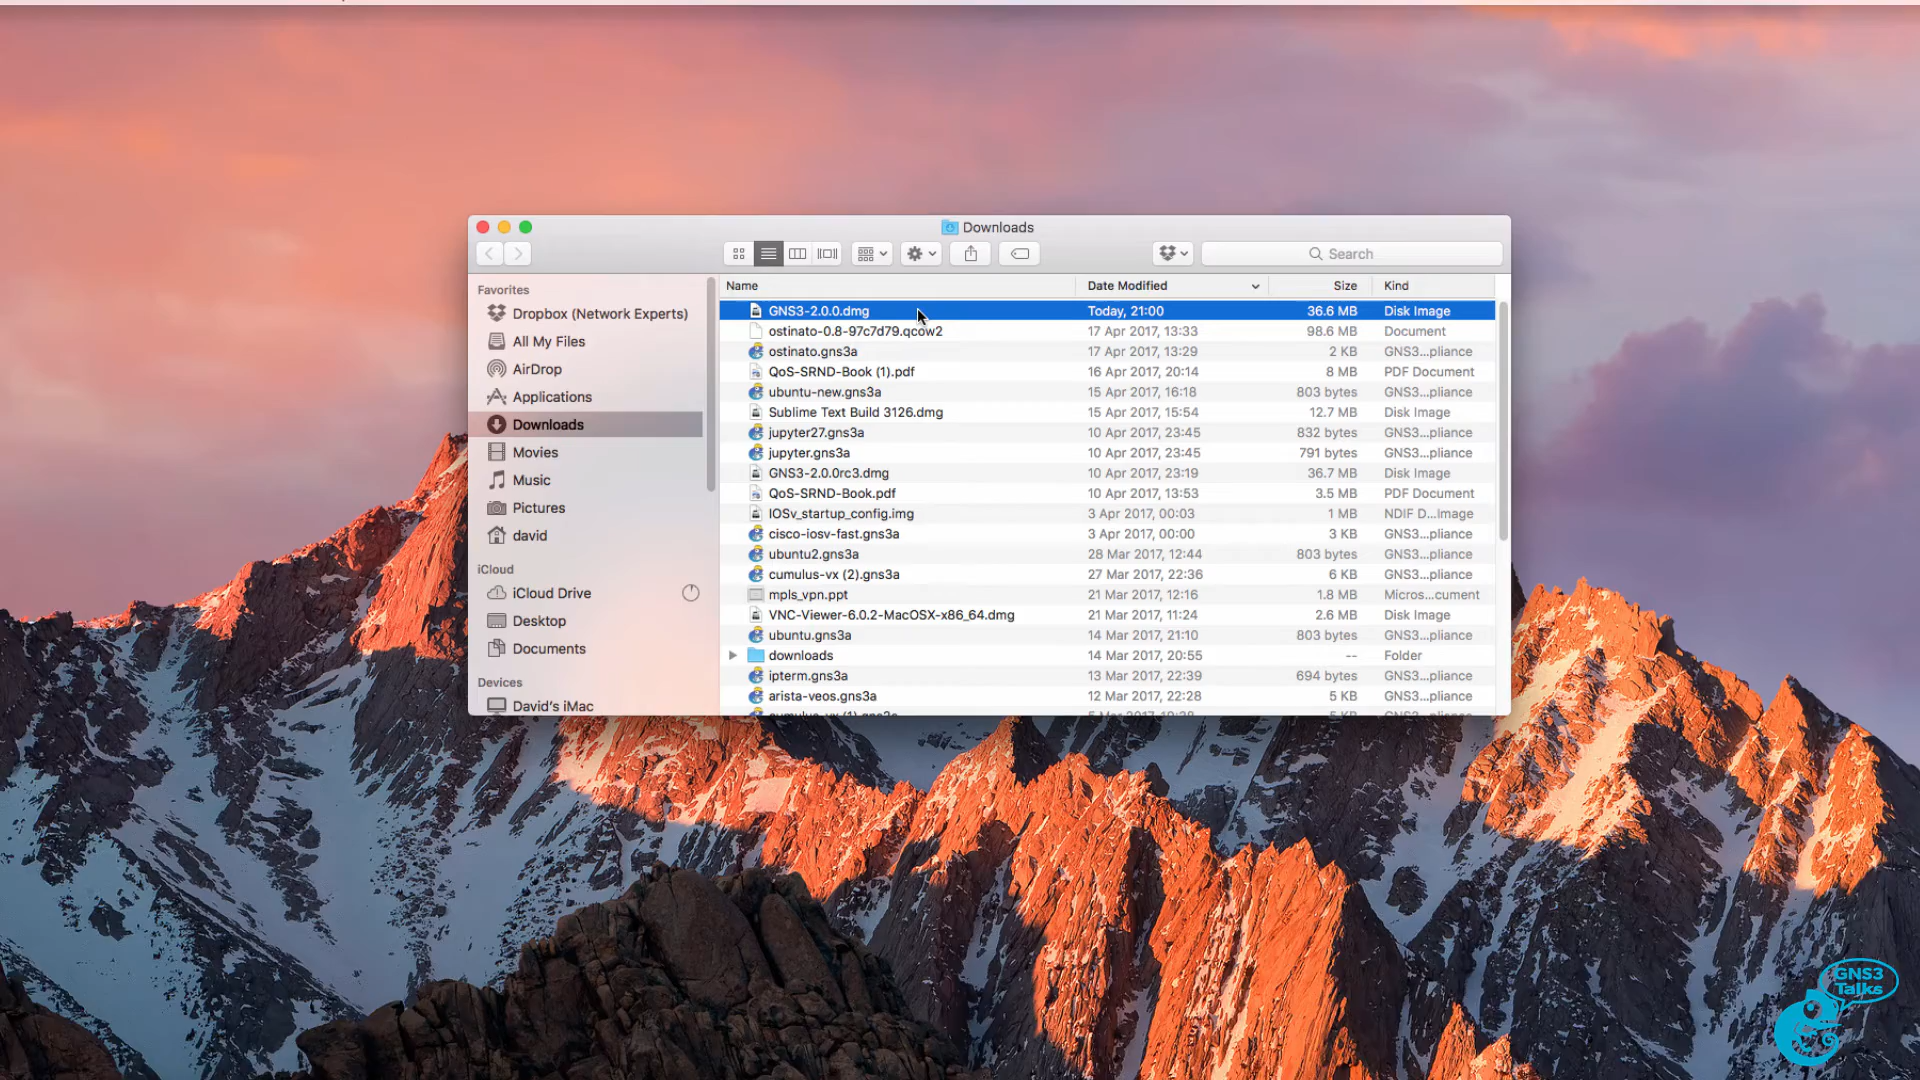 Downloads
Search
Favorites
Dropbox (Network Experts)
All My Files
AirDrop
Applications
Downloads
Movies
Music
Pictures
david
iCloud
iCloud Drive
Desktop
Documents
Devices
David's iMac
Name Date Modified Size Kind
GNS3-2.0.0.dmg Today, 21:00 36.6 MB Disk Image
ostinato-0.8-97c7d79.qcow2 17 Apr 2017, 13:33 98.6 MB Document
ostinato.gns3a 17 Apr 2017, 13:29 2 KB GNS3...pliance
QoS-SRND-Book (1).pdf 16 Apr 2017, 20:14 8 MB PDF Document
ubuntu-new.gns3a 15 Apr 2017, 16:18 803 bytes GNS3...pliance
Sublime Text Build 3126.dmg 15 Apr 2017, 15:54 12.7 MB Disk Image
jupyter27.gns3a 10 Apr 2017, 23:45 832 bytes GNS3...pliance
jupyter.gns3a 10 Apr 2017, 23:45 791 bytes GNS3...pliance
GNS3-2.0.0rc3.dmg 10 Apr 2017, 23:19 36.7 MB Disk Image
QoS-SRND-Book.pdf 10 Apr 2017, 13:53 3.5 MB PDF Document
IOSv_startup_config.img 3 Apr 2017, 00:03 1 MB NDIF D...Image
cisco-iosv-fast.gns3a 3 Apr 2017, 00:00 3 KB GNS3...pliance
ubuntu2.gns3a 28 Mar 2017, 12:44 803 bytes GNS3...pliance
cumulus-vx (2).gns3a 27 Mar 2017, 22:36 6 KB GNS3...pliance
mpls_vpn.ppt 21 Mar 2017, 12:16 1.8 MB Micros...cument
VNC-Viewer-6.0.2-MacOSX-x86_64.dmg 21 Mar 2017, 11:24 2.6 MB Disk Image
ubuntu.gns3a 14 Mar 2017, 21:10 803 bytes GNS3...pliance
downloads 14 Mar 2017, 20:55 -- Folder
ipterm.gns3a 13 Mar 2017, 22:39 694 bytes GNS3...pliance
arista-veos.gns3a 12 Mar 2017, 22:28 5 KB GNS3...pliance
GNS3
Talks